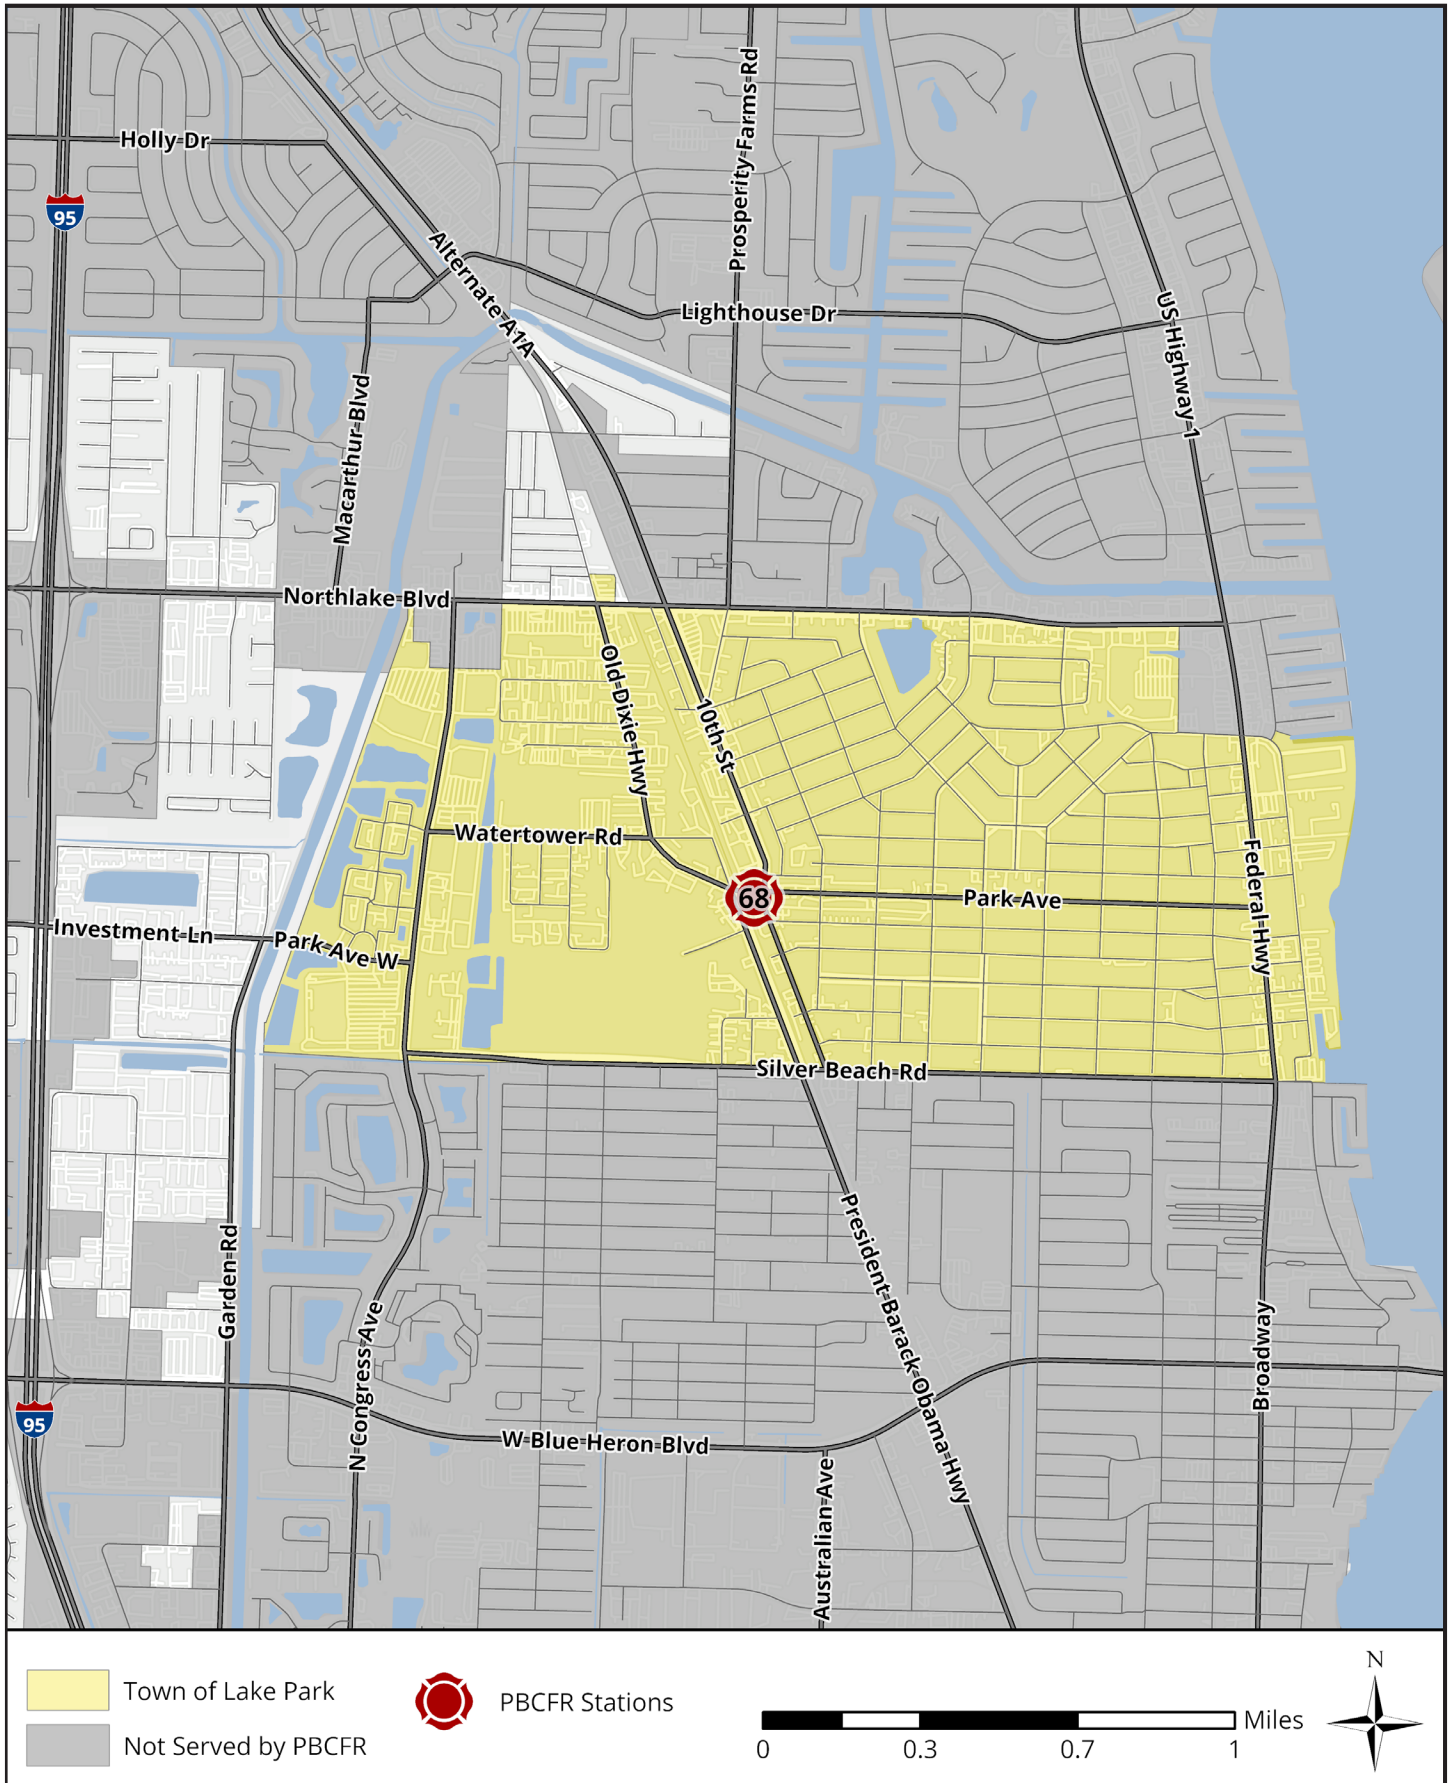 Holly Dr
Prosperity Farms Rd
95
Alternate A1A
Lighthouse Dr
US Highway 1
Macarthur Blvd
Northlake Blvd
Old Dixie Hwy
10th St
Watertower Rd
68
Park Ave
Federal Hwy
Investment Ln
Park Ave W
Silver Beach Rd
President Barack Obama Hwy
Garden Rd
N Congress Ave
Broadway
95
W Blue Heron Blvd
Australian Ave
Town of Lake Park
Not Served by PBCFR
PBCFR Stations
Miles
0 0.3 0.7 1
N